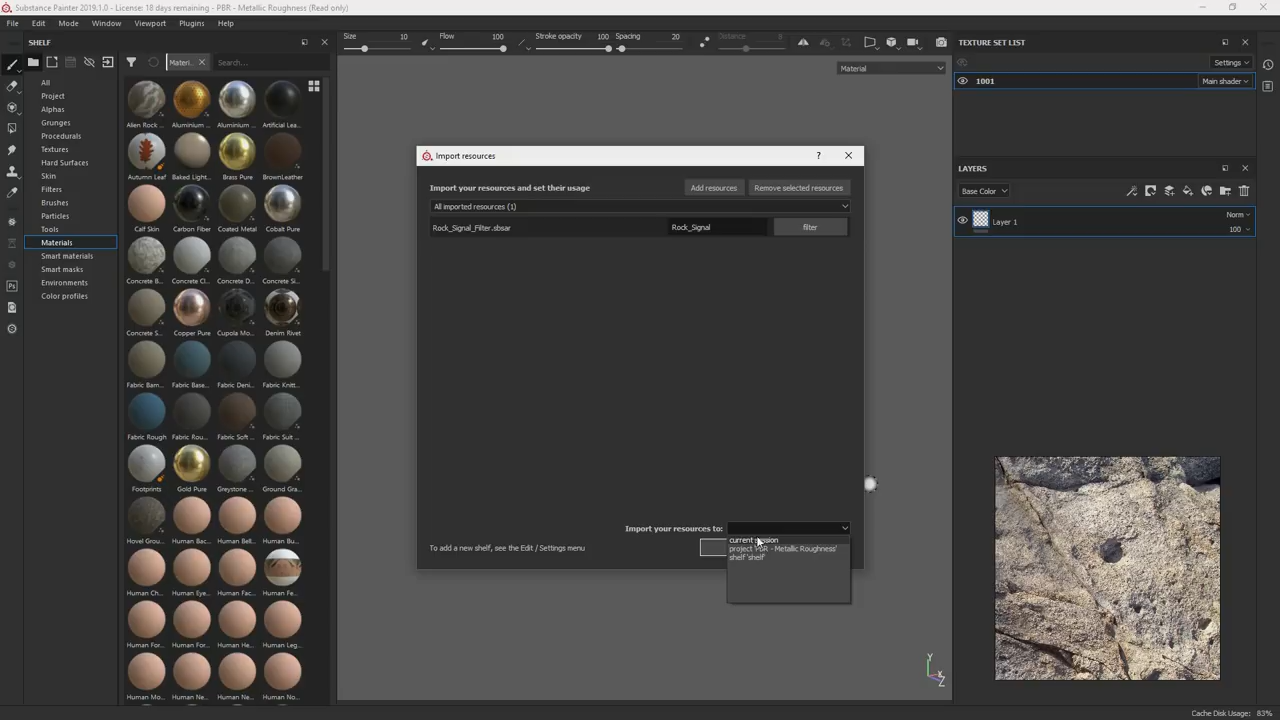 Substance Painter 2019.1.0 - License: 18 days remaining - PBR - Metallic Roughness (Read only)
File Edit Mode Window Viewport Plugins Help
SHELF
Size 10 Flow 100 Stroke opacity 100 Spacing 20 Distance 8
TEXTURE SET LIST
Materi... Search...
Material
Settings
All
Project
Alphas
Grunges
Procedurals
Textures
Hard Surfaces
Skin
Filters
Brushes
Particles
Tools
Materials
Smart materials
Smart masks
Environments
Color profiles
Alien Rock ... Aluminium ... Aluminium ... Artificial Lea...
Autumn Leaf Baked Light... Brass Pure BrownLeather
Calf Skin Carbon Fiber Coated Metal Cobalt Pure
Concrete B... Concrete Cl... Concrete D... Concrete Si...
Concrete S... Copper Pure Cupola Mo... Denim Rivet
Fabric Bam... Fabric Base... Fabric Deni... Fabric Knitt...
Fabric Rough Fabric Rou... Fabric Soft ... Fabric Suit ...
Footprints Gold Pure Greystone ... Ground Gra...
Hovel Grou... Human Bac... Human Bell... Human Bu...
Human Ch... Human Eye... Human Fac... Human Fe...
Human For... Human For... Human He... Human Leg...
Human Mo... Human Ne... Human Ne... Human Ne...
Import resources
?
Import your resources and set their usage
Add resources
Remove selected resources
All imported resources (1)
Rock_Signal_Filter.sbsar Rock_Signal filter
Import your resources to:
current session
project 'PBR - Metallic Roughness'
shelf 'shelf'
To add a new shelf, see the Edit / Settings menu
1001 Main shader
LAYERS
Base Color
Layer 1
Norm
100
Ps
Y
X
Z
Cache Disk Usage: 83%